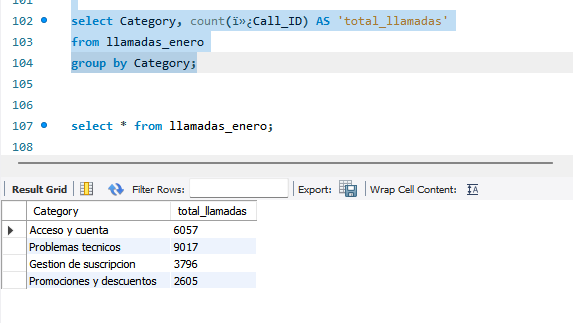 101
102 select Category, count(ï»¿Call_ID) AS 'total_llamadas'
103 from llamadas_enero
104 group by Category;
105
106
107 select * from llamadas_enero;
108
Result Grid Filter Rows: Export: Wrap Cell Content: IA
Category total_llamadas
Acceso y cuenta 6057
Problemas tecnicos 9017
Gestion de suscripcion 3796
Promociones y descuentos 2605